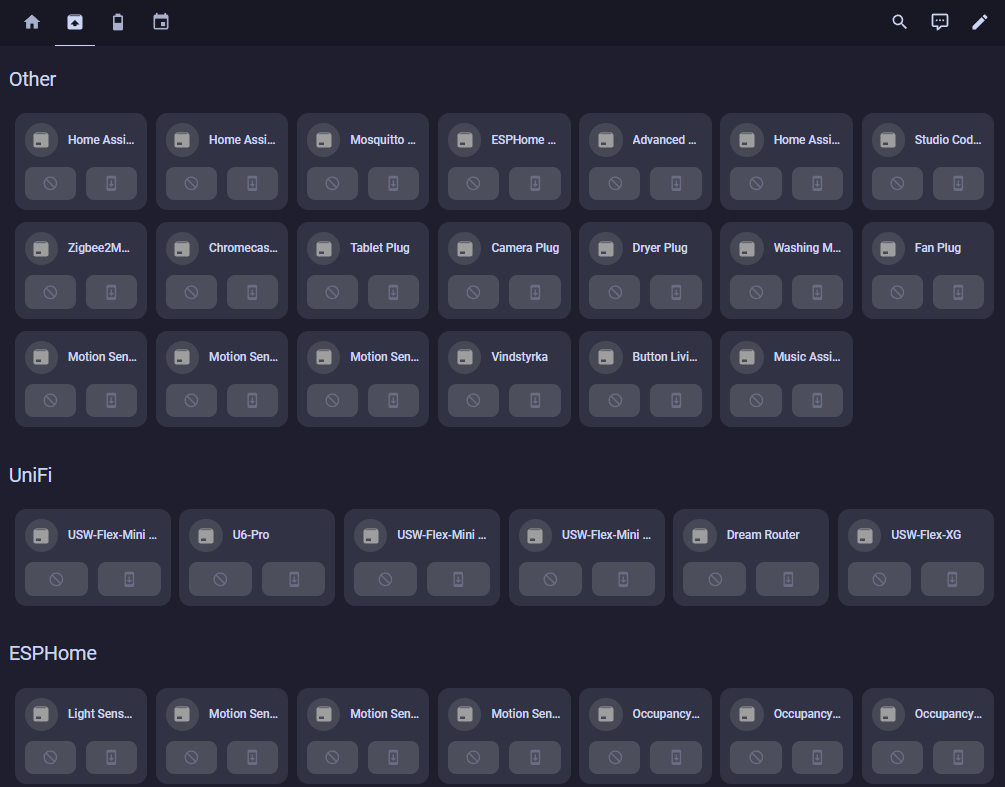 Other
Home Assi...
Home Assi...
Mosquitto ...
ESPHome ...
Advanced ...
Home Assi...
Studio Cod...
Zigbee2M...
Chromecas...
Tablet Plug
Camera Plug
Dryer Plug
Washing M...
Fan Plug
Motion Sen...
Motion Sen...
Motion Sen...
Vindstyrka
Button Livi...
Music Assi...
UniFi
USW-Flex-Mini ...
U6-Pro
USW-Flex-Mini ...
USW-Flex-Mini ...
Dream Router
USW-Flex-XG
ESPHome
Light Sens...
Motion Sen...
Motion Sen...
Motion Sen...
Occupancy...
Occupancy...
Occupancy...